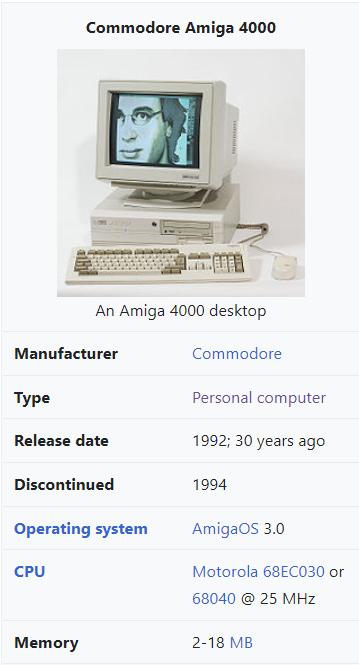 Commodore Amiga 4000
An Amiga 4000 desktop
Manufacturer Commodore
Type Personal computer
Release date 1992; 30 years ago
Discontinued 1994
Operating system AmigaOS 3.0
CPU Motorola 68EC030 or
68040 @ 25 MHz
Memory 2-18 MB